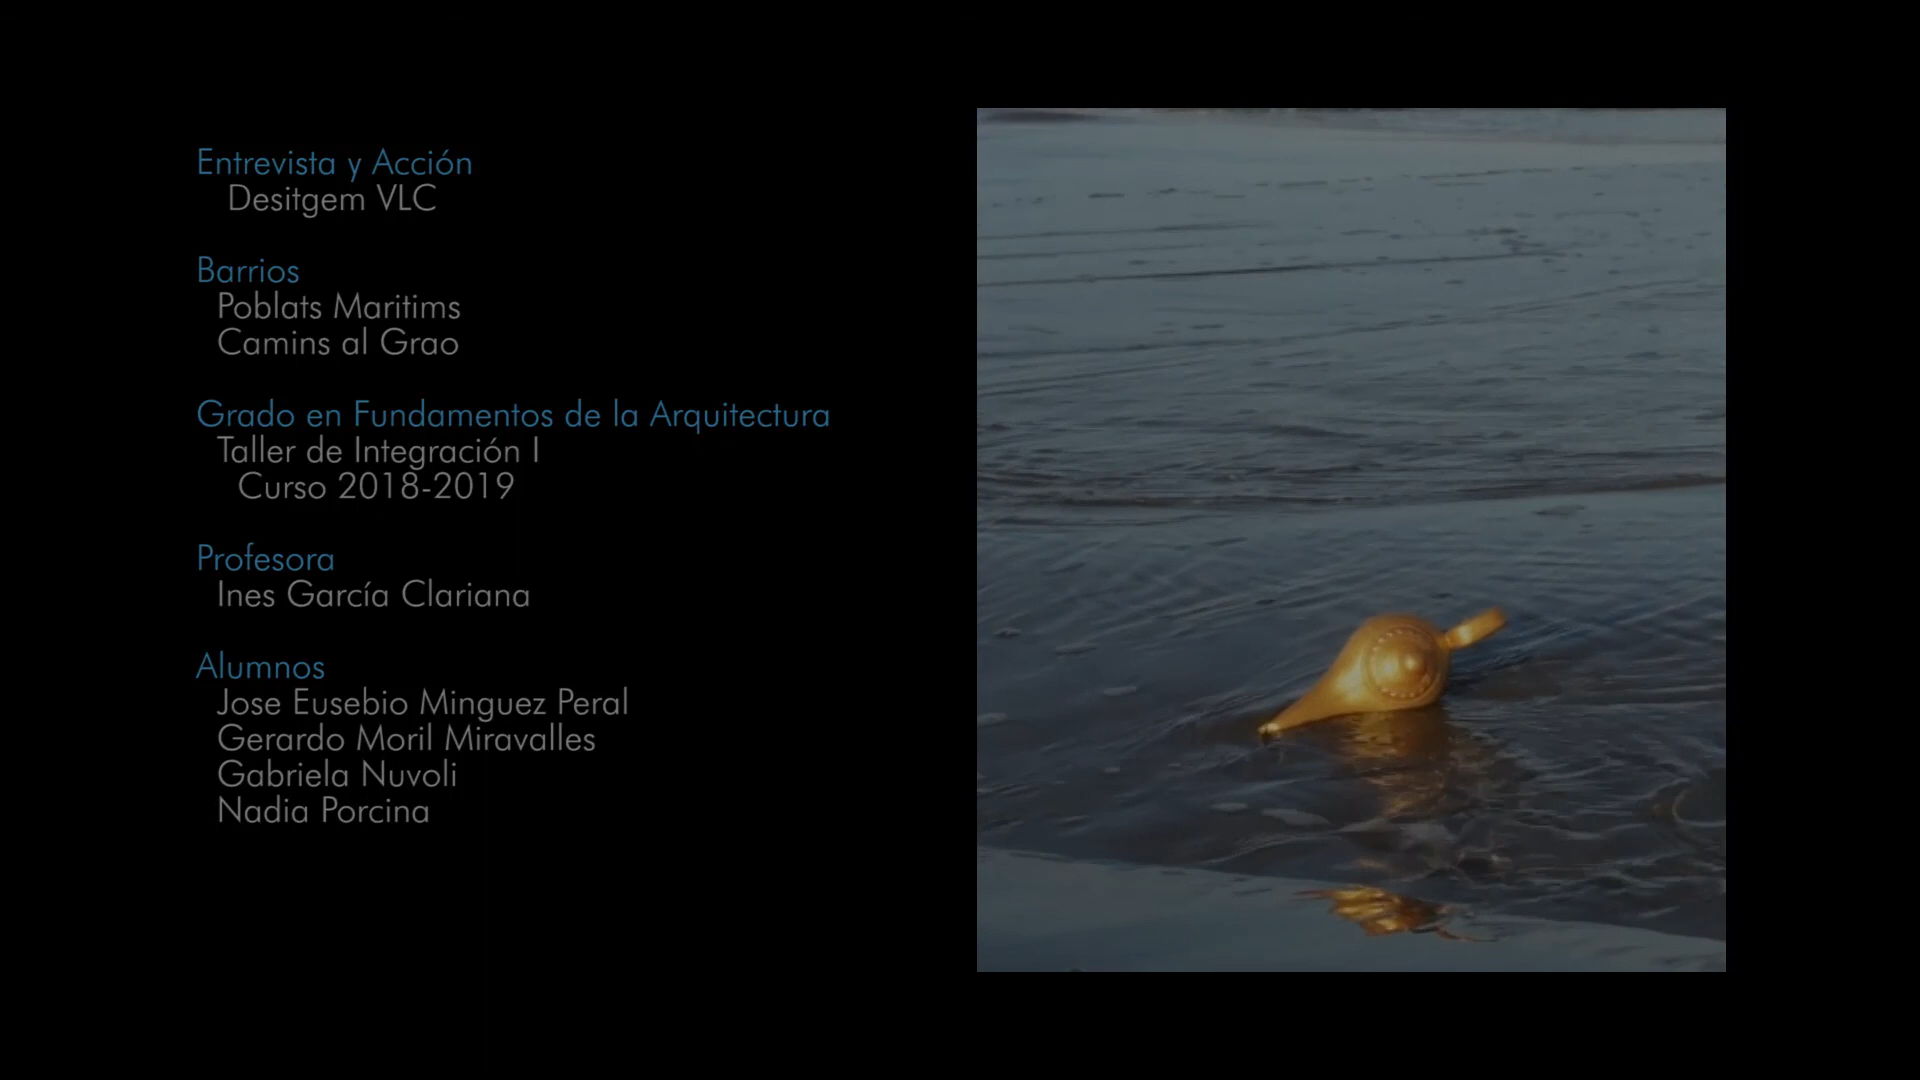 Entrevista y Acción
Desitgem VLC
Barrios
Poblats Maritims
Camins al Grao
Grado en Fundamentos de la Arquitectura
Taller de Integración I
Curso 2018-2019
Profesora
Ines García Clariana
Alumnos
Jose Eusebio Minguez Peral
Gerardo Moril Miravalles
Gabriela Nuvoli
Nadia Porcina